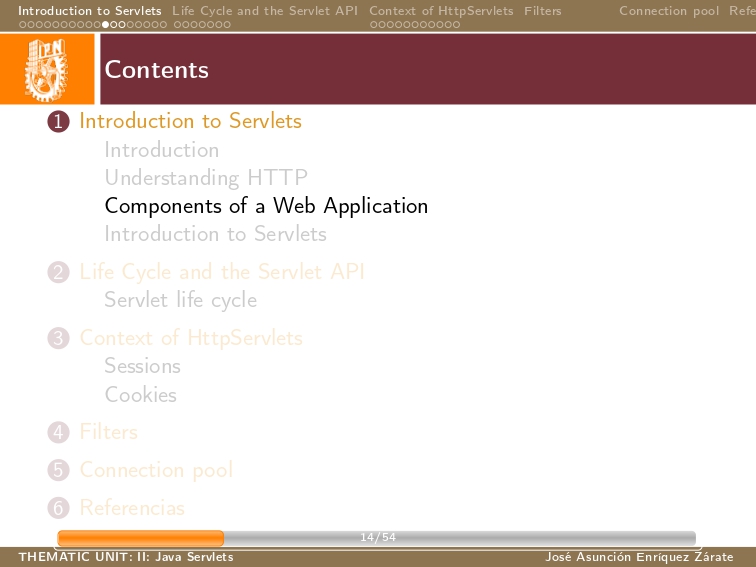 Introduction to Servlets Life Cycle and the Servlet API Context of HttpServlets Filters Connection pool Refe
IPN
Contents
1 Introduction to Servlets
Introduction
Understanding HTTP
Components of a Web Application
Introduction to Servlets
2 Life Cycle and the Servlet API
Servlet life cycle
3 Context of HttpServlets
Sessions
Cookies
4 Filters
5 Connection pool
6 Referencias
14/54
THEMATIC UNIT: II: Java Servlets José Asunción Enríquez Zárate